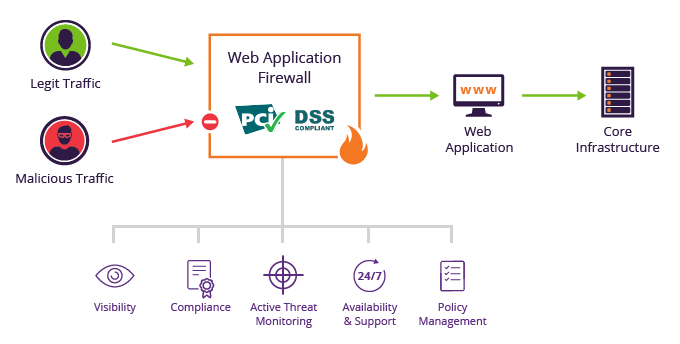 Legit Traffic
Malicious Traffic
Web Application
Firewall
PCi DSS
COMPLIANT
www
Web
Application
Core
Infrastructure
Visibility
Compliance
Active Threat
Monitoring
24/7
Availability
& Support
Policy
Management